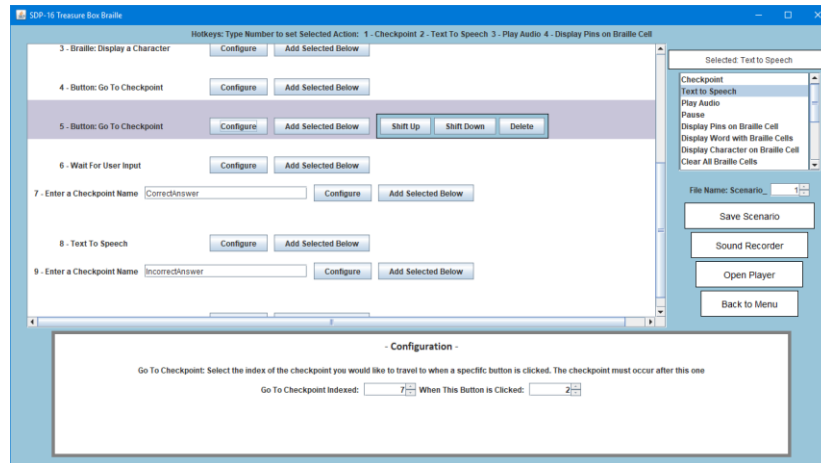 SDP-16 Treasure Box Braille
Hotkeys: Type Number to set Selected Action: 1 - Checkpoint 2 - Text To Speech 3 - Play Audio 4 - Display Pins on Braille Cell
3 - Braille: Display a Character Configure Add Selected Below
4 - Button: Go To Checkpoint Configure Add Selected Below
5 - Button: Go To Checkpoint Configure Add Selected Below Shift Up Shift Down Delete
6 - Wait For User Input Configure Add Selected Below
7 - Enter a Checkpoint Name CorrectAnswer Configure Add Selected Below
8 - Text To Speech Configure Add Selected Below
9 - Enter a Checkpoint Name IncorrectAnswer Configure Add Selected Below
Selected: Text to Speech
Checkpoint
Text to Speech
Play Audio
Pause
Display Pins on Braille Cell
Display Word with Braille Cells
Display Character on Braille Cell
Clear All Braille Cells
File Name: Scenario_ 1
Save Scenario
Sound Recorder
Open Player
Back to Menu
- Configuration -
Go To Checkpoint: Select the index of the checkpoint you would like to travel to when a specififc button is clicked. The checkpoint must occur after this one
Go To Checkpoint Indexed: 7 When This Button is Clicked: 2